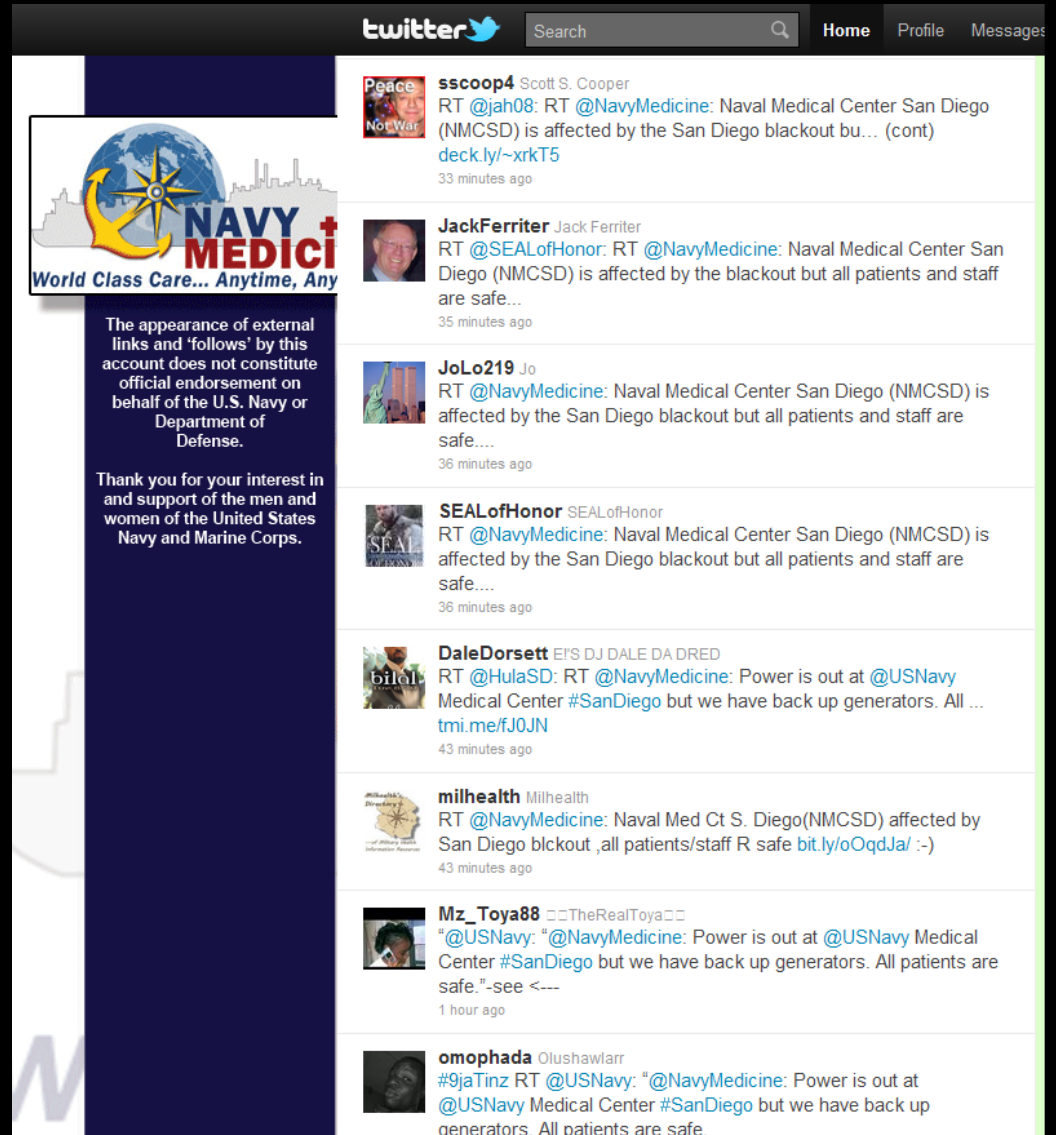 twitter
Search
Home
Profile
Messages
NAVY
MEDICI
World Class Care... Anytime, Any
The appearance of external
links and ‘follows’ by this
account does not constitute
official endorsement on
behalf of the U.S. Navy or
Department of
Defense.
Thank you for your interest in
and support of the men and
women of the United States
Navy and Marine Corps.
Peace
Not War
sscoop4 Scott S. Cooper
RT @jah08: RT @NavyMedicine: Naval Medical Center San Diego
(NMCSD) is affected by the San Diego blackout bu… (cont)
deck.ly/~xrkT5
33 minutes ago
JackFerriter Jack Ferriter
RT @SEALofHonor: RT @NavyMedicine: Naval Medical Center San
Diego (NMCSD) is affected by the blackout but all patients and staff
are safe...
35 minutes ago
JoLo219 Jo
RT @NavyMedicine: Naval Medical Center San Diego (NMCSD) is
affected by the San Diego blackout but all patients and staff are
safe....
36 minutes ago
SEAL
OF HONOR
SEALofHonor SEALofHonor
RT @NavyMedicine: Naval Medical Center San Diego (NMCSD) is
affected by the San Diego blackout but all patients and staff are
safe....
36 minutes ago
bilal
DaleDorsett E!'S DJ DALE DA DRED
RT @HulaSD: RT @NavyMedicine: Power is out at @USNavy
Medical Center #SanDiego but we have back up generators. All ...
tmi.me/fJ0JN
43 minutes ago
Milhealth's
Directory
of Military Health
Information Resources
milhealth Milhealth
RT @NavyMedicine: Naval Med Ct S. Diego(NMCSD) affected by
San Diego blckout ,all patients/staff R safe bit.ly/oOqdJa/ :-)
43 minutes ago
Mz_Toya88 □□TheRealToya□□
“@USNavy: “@NavyMedicine: Power is out at @USNavy Medical
Center #SanDiego but we have back up generators. All patients are
safe.”-see <---
1 hour ago
omophada Olushawlarr
#9jaTinz RT @USNavy: “@NavyMedicine: Power is out at
@USNavy Medical Center #SanDiego but we have back up
generators. All patients are safe.